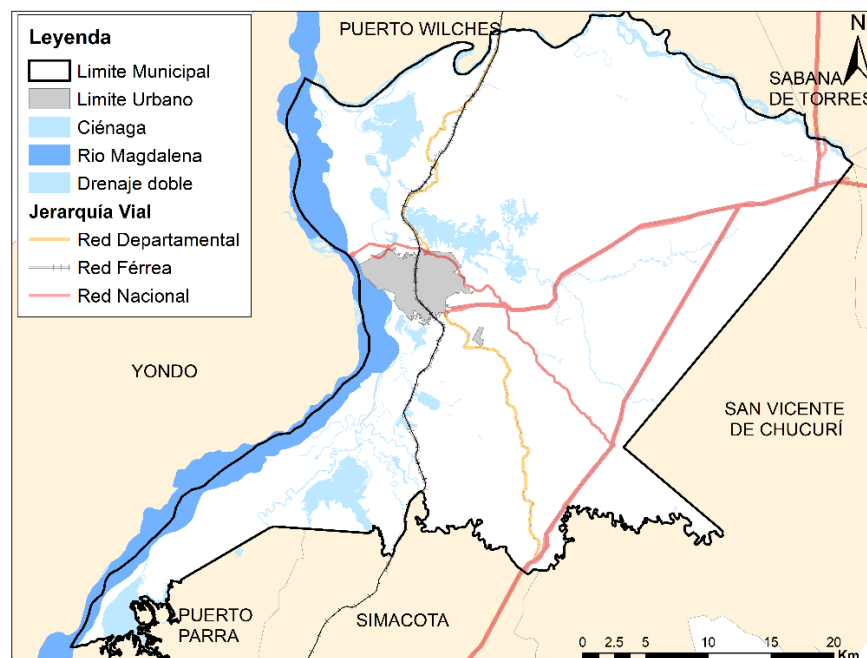 PUERTO WILCHES
N
Leyenda
Limite Municipal
Limite Urbano
Ciénaga
Rio Magdalena
Drenaje doble
Jerarquía Vial
Red Departamental
Red Férrea
Red Nacional
SABANA
DE TORRES
YONDO
SAN VICENTE
DE CHUCURÍ
PUERTO
PARRA
SIMACOTA
0 2.5 5 10 15 20
Km